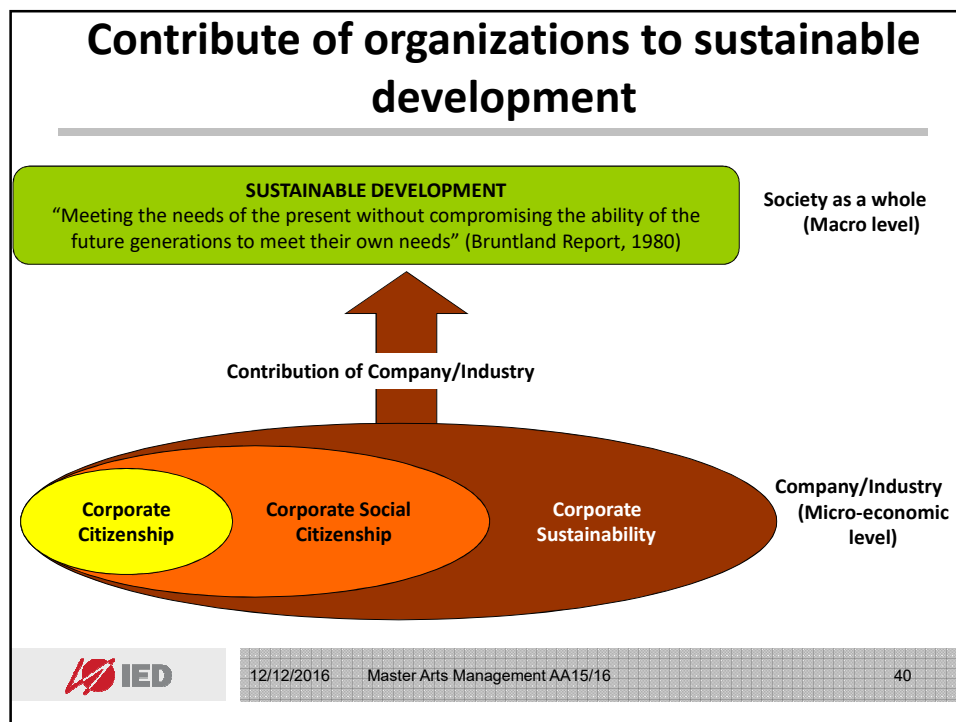 Contribute of organizations to sustainable
development
SUSTAINABLE DEVELOPMENT
“Meeting the needs of the present without compromising the ability of the
future generations to meet their own needs” (Bruntland Report, 1980)
Society as a whole
(Macro level)
Contribution of Company/Industry
Corporate
Citizenship
Corporate Social
Citizenship
Corporate
Sustainability
Company/Industry
(Micro-economic
level)
IED
12/12/2016 Master Arts Management AA15/16 40